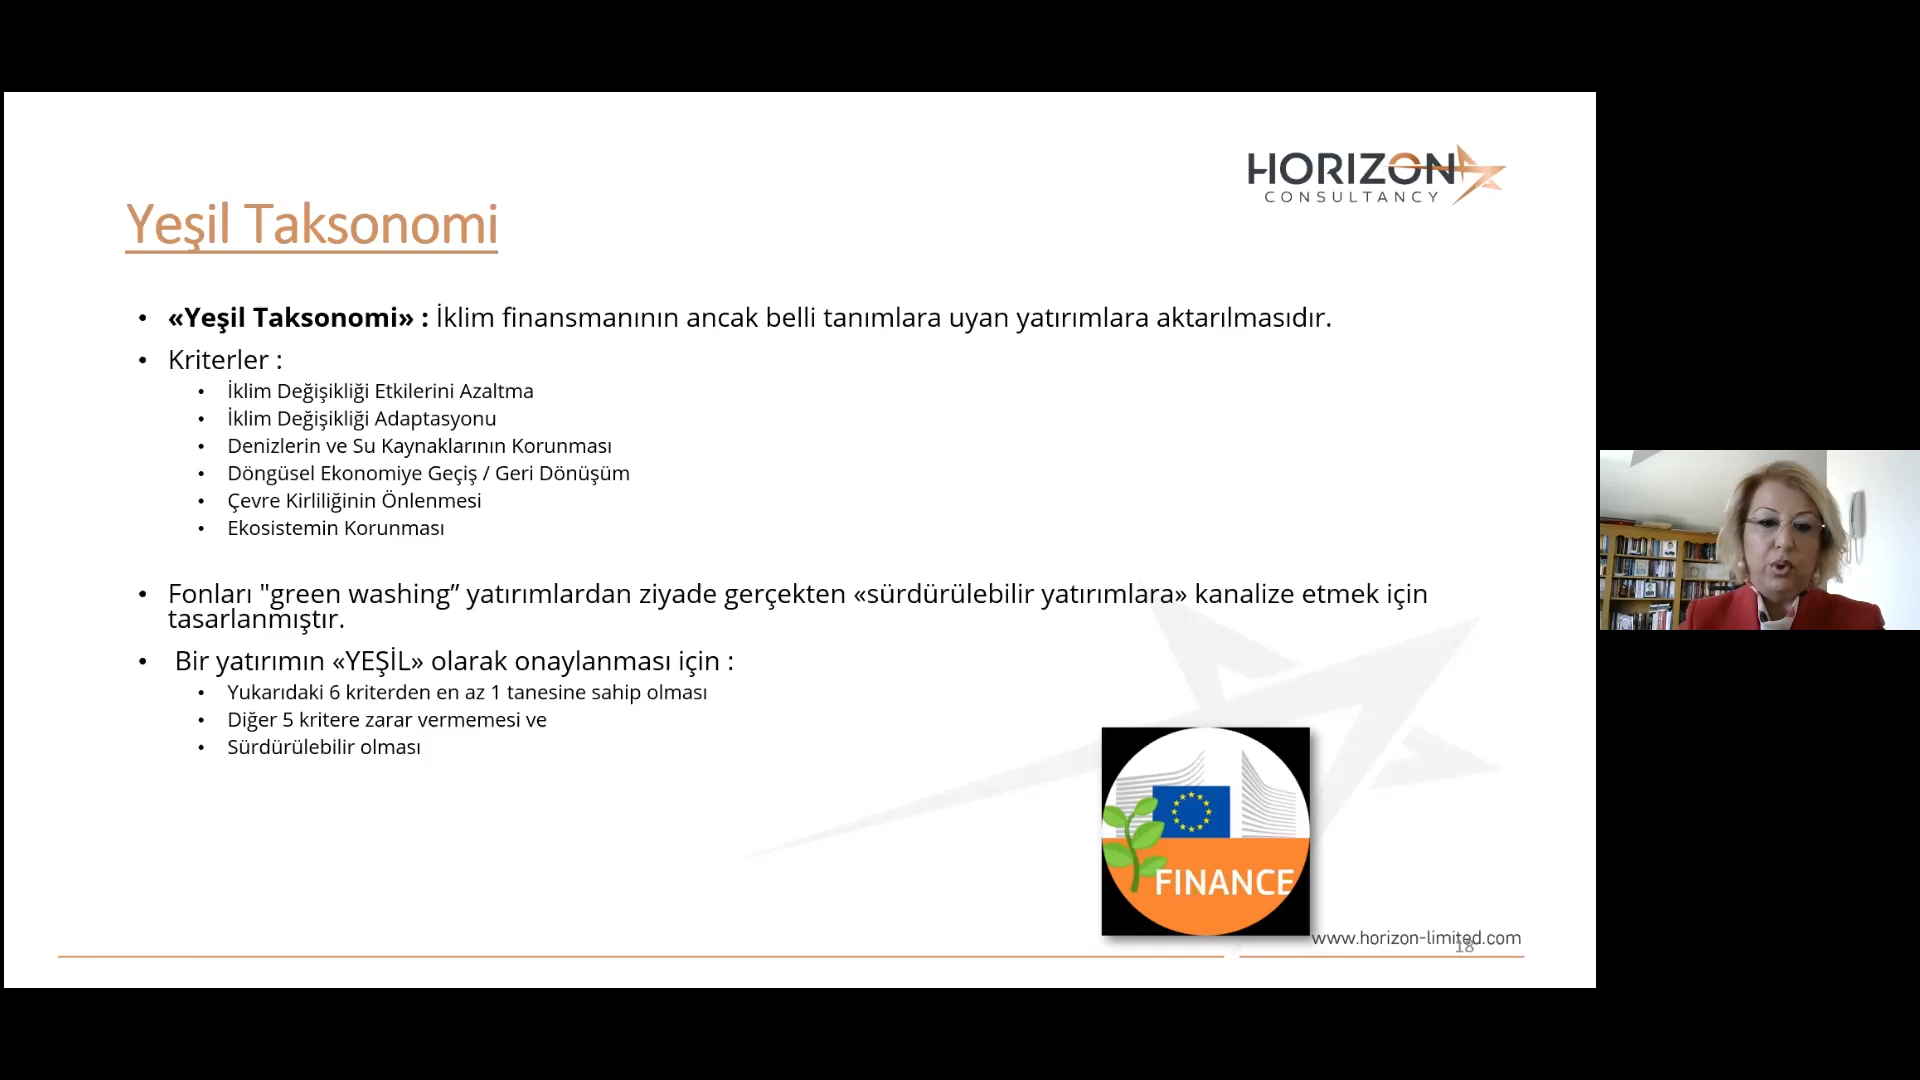 HORIZON
CONSULTANCY
Yeşil Taksonomi
• «Yeşil Taksonomi» : İklim finansmanının ancak belli tanımlara uyan yatırımlara aktarılmasıdır.
• Kriterler :
• İklim Değişikliği Etkilerini Azaltma
• İklim Değişikliği Adaptasyonu
• Denizlerin ve Su Kaynaklarının Korunması
• Döngüsel Ekonomiye Geçiş / Geri Dönüşüm
• Çevre Kirliliğinin Önlenmesi
• Ekosistemin Korunması
• Fonları "green washing” yatırımlardan ziyade gerçekten «sürdürülebilir yatırımlara» kanalize etmek için
tasarlanmıştır.
• Bir yatırımın «YEŞİL» olarak onaylanması için :
• Yukarıdaki 6 kriterden en az 1 tanesine sahip olması
• Diğer 5 kritere zarar vermemesi ve
• Sürdürülebilir olması
FINANCE
www.horizon-limited.com
18